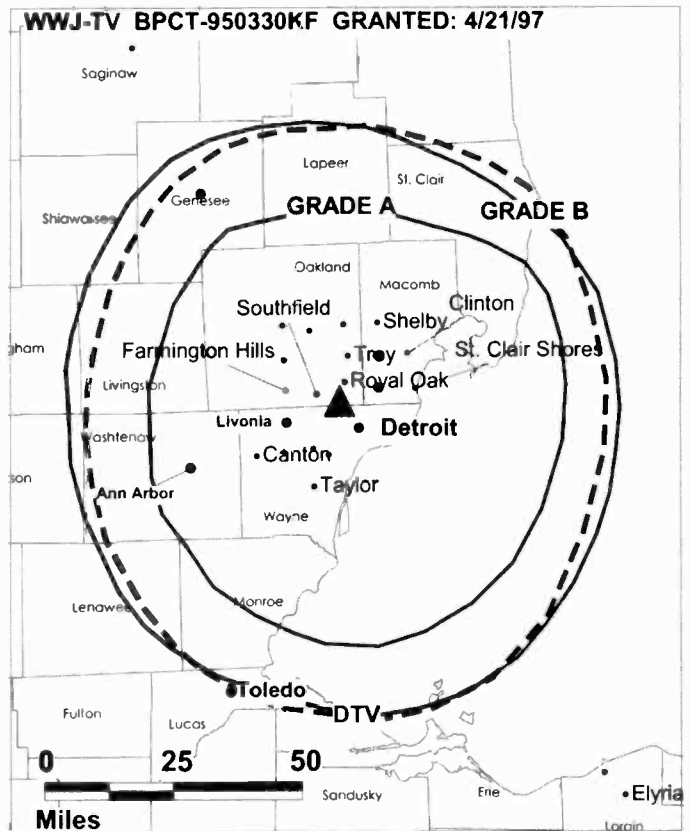 WWJ-TV BPCT-950330KF GRANTED: 4/21/97
Saginaw
Lapeer
St. Clair
Genesee
GRADE A
GRADE B
Shiawassee
Oakland
Macomb
Southfield
Clinton
Shelby
gham
Farmington Hills
Troy
St. Clair Shores
Livingston
Royal Oak
Livonia
Detroit
Washtenaw
Canton
son
Ann Arbor
Taylor
Wayne
Lenawee
Monroe
Toledo
DTV
Fulton
Lucas
0 25 50
Sandusky
Erie
Elyria
Miles
Lorain